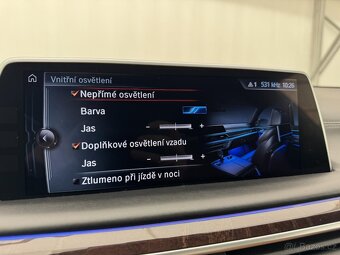 Vnitřní osvětlení
1 531 kHz 10:26
Nepřímé osvětlení
Barva
Jas - +
Doplňkové osvětlení vzadu
Jas - +
Ztlumeno při jízdě v noci